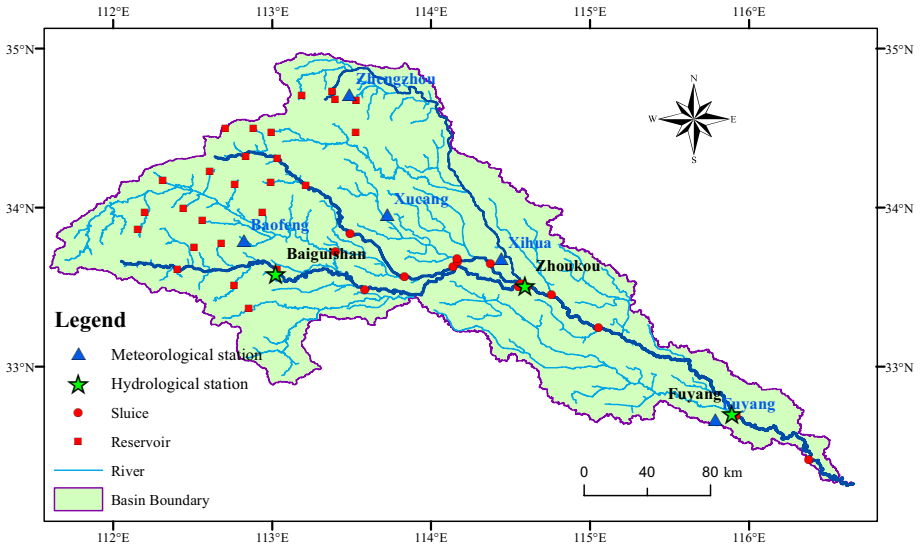 112°E 113°E 114°E 115°E 116°E
35°N 35°N
Zhengzhou
N
W E
S
34°N 34°N
Xucang
Baofeng
Baiguishan
Xihua
Zhoukou
Legend
Meteorological station
Hydrological station
Sluice
Reservoir
River
Basin Boundary
33°N 33°N
Fuyang
Fuyang
0 40 80 km
112°E 113°E 114°E 115°E 116°E